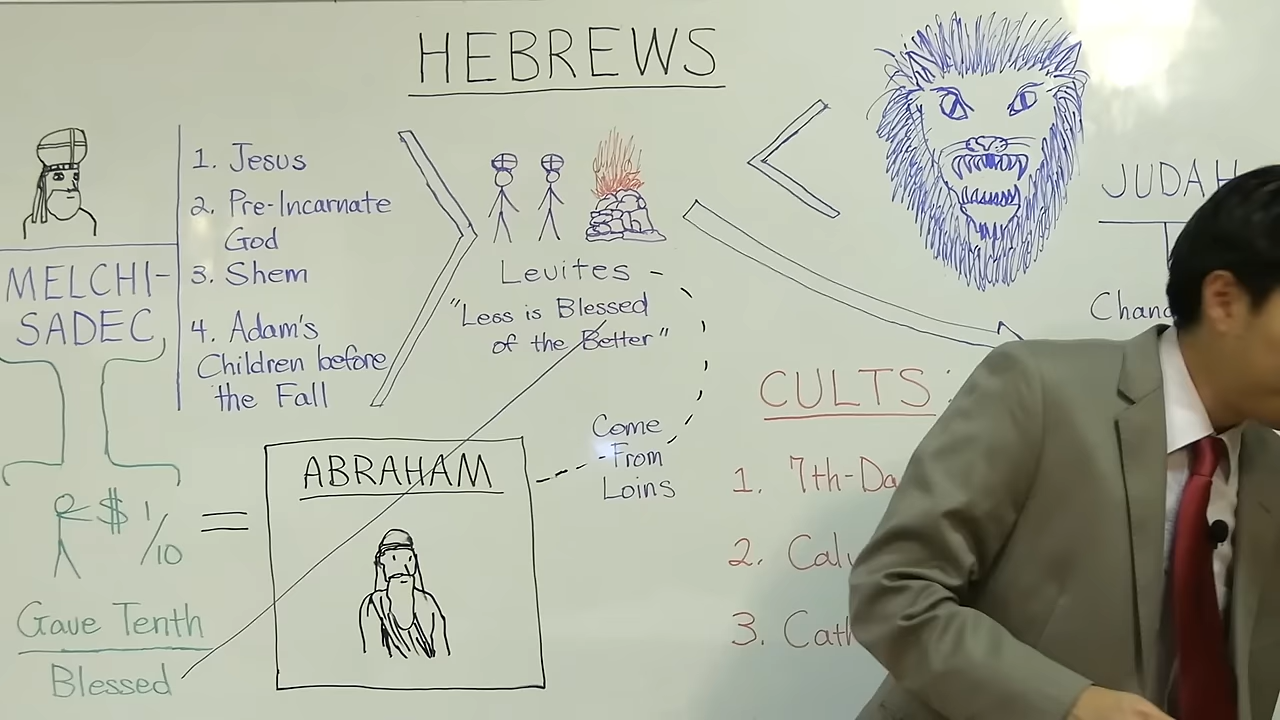 HEBREWS
MELCHI-
SADEC
1. Jesus
2. Pre-Incarnate
God
3. Shem
4. Adam's
Children before
the Fall
Levites -
"Less is Blessed
of the Better"
Come
From
Loins
ABRAHAM
$ 1/10 =
Gave Tenth
Blessed
JUDAH
CULTS:
1. 7th-Da
2.
3.